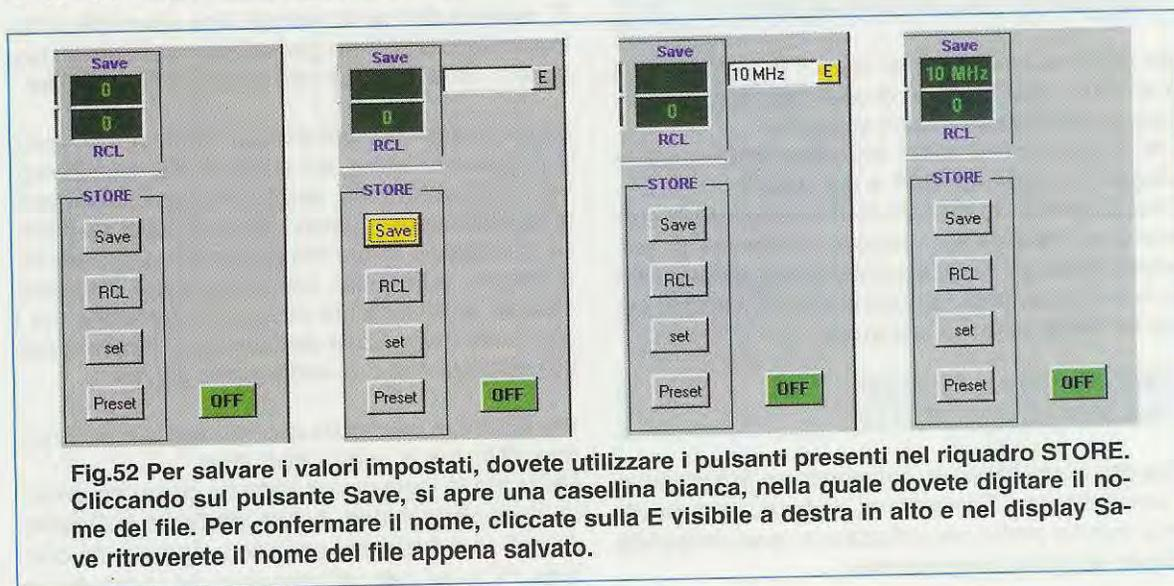 Save
0
0
RCL
STORE
Save
RCL
set
Preset
OFF
Save
E
0
RCL
STORE
Save
RCL
set
Preset
OFF
Save
10 MHz E
0
RCL
STORE
Save
RCL
set
Preset
OFF
Save
10 MHz
0
RCL
STORE
Save
RCL
set
Preset
OFF
Fig.52 Per salvare i valori impostati, dovete utilizzare i pulsanti presenti nel riquadro STORE.
Cliccando sul pulsante Save, si apre una casellina bianca, nella quale dovete digitare il no-
me del file. Per confermare il nome, cliccate sulla E visibile a destra in alto e nel display Sa-
ve ritroverete il nome del file appena salvato.